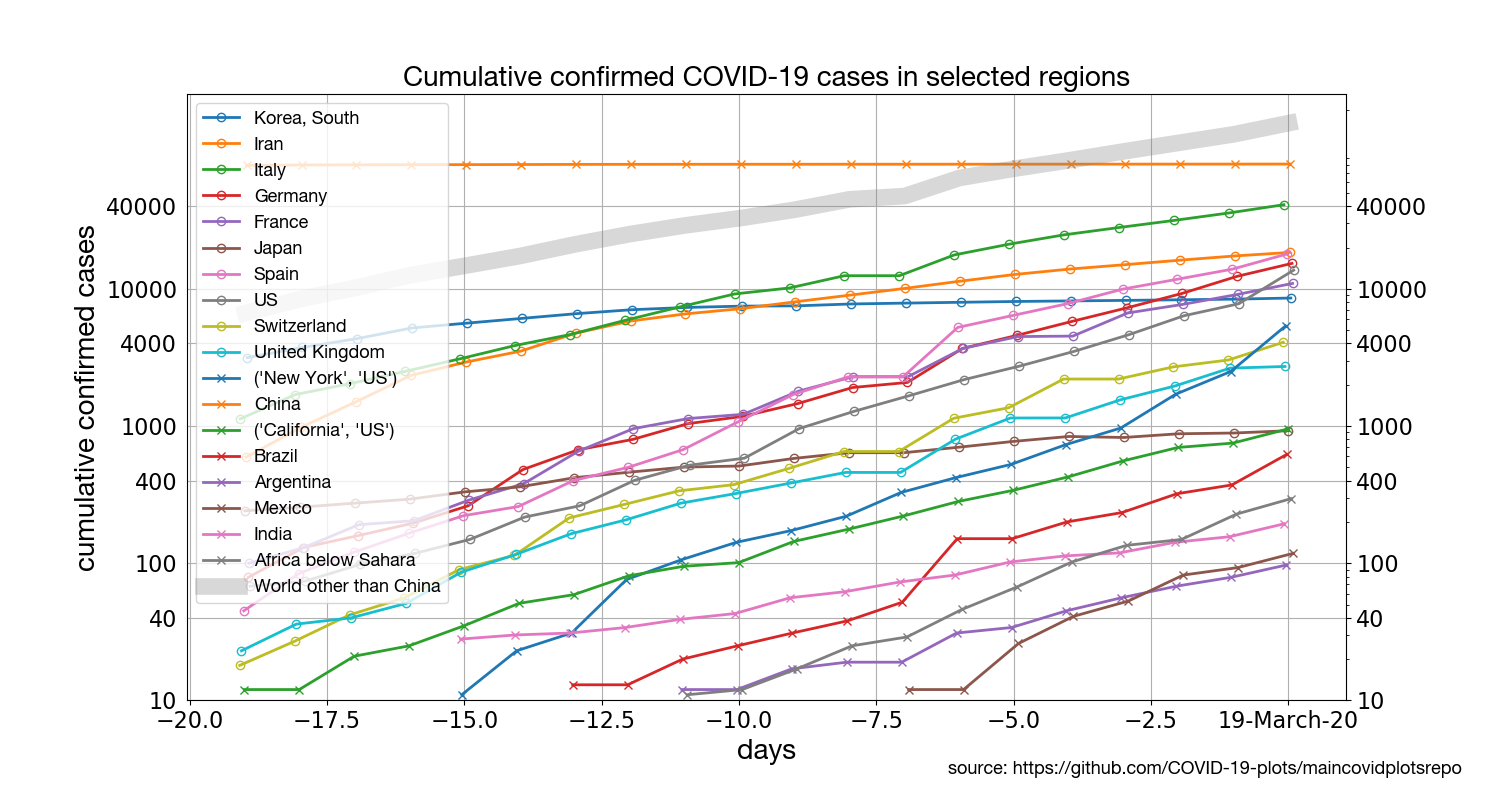 Cumulative confirmed COVID-19 cases in selected regions
Korea, South
Iran
Italy
Germany
France
Japan
Spain
US
Switzerland
United Kingdom
('New York', 'US')
China
('California', 'US')
Brazil
Argentina
Mexico
India
Africa below Sahara
World other than China
cumulative confirmed cases
40000
10000
4000
1000
400
100
40
10
40000
10000
4000
1000
400
100
40
10
−20.0 −17.5 −15.0 −12.5 −10.0 −7.5 −5.0 −2.5 19-March-20
days
source: https://github.com/COVID-19-plots/maincovidplotsrepo